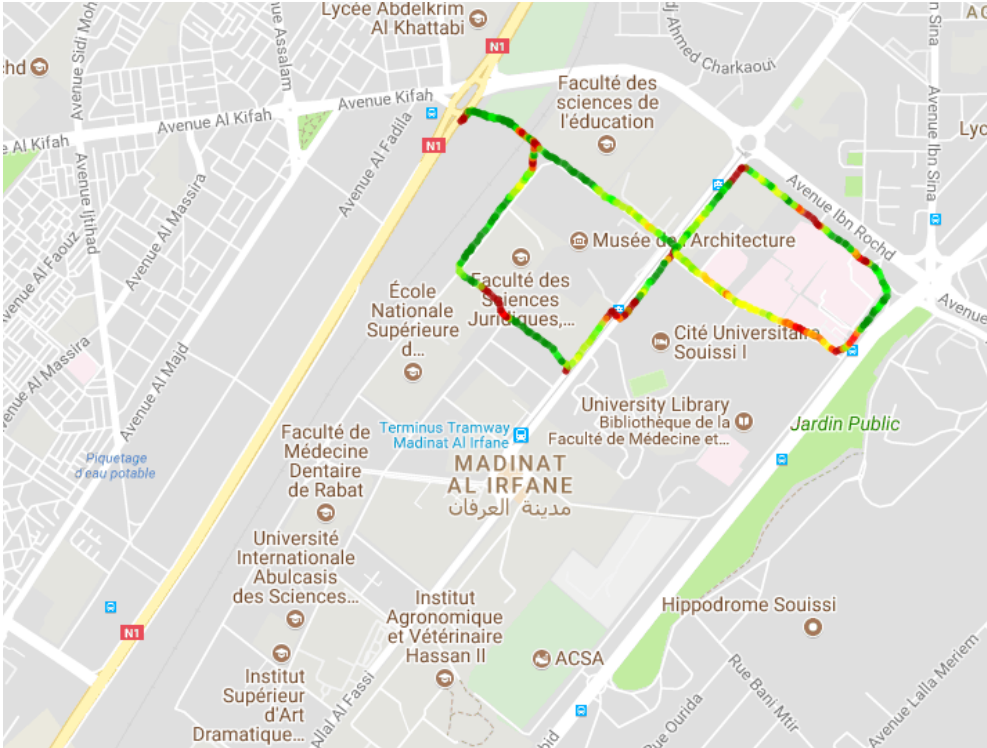 Lycée Abdelkrim
Al Khattabi
N1
Avenue Sidi Moh
Avenue Assalam
dj Ahmed Charkaoui
n Sina
AG
chd
Faculté des
sciences de
l'éducation
Avenue Kifah
Avenue Al Kifah
e Al Kifah
N1
Avenue Al Fadila
Avenue Ibn Sina
Lyc
Avenue Ijtihad
Avenue Al Massira
Avenue Ibn Rochd
Avenue Al Faouz
Musée de l'Architecture
Faculté des
Sciences
Juridiques,...
École
Nationale
Supérieure
d...
Avenue
Cité Universitaire
Souissi I
venue Al Massira
Avenue Al Majd
University Library
Bibliothèque de la
Faculté de Médecine et...
Jardin Public
Terminus Tramway
Madinat Al Irfane
Faculté de
Médecine
Dentaire
de Rabat
Piquetage
d'eau potable
MADINAT
AL IRFANE
مدينة العرفان
Université
Internationale
Abulcasis
des Sciences...
Institut
Agronomique
et Vétérinaire
Hassan II
Hippodrome Souissi
N1
ACSA
Institut
Supérieur
d'Art
Dramatique...
Allal Al Fassi
Rue Bani Mtir
Rue Ourida
Avenue Lalla Meriem
bid